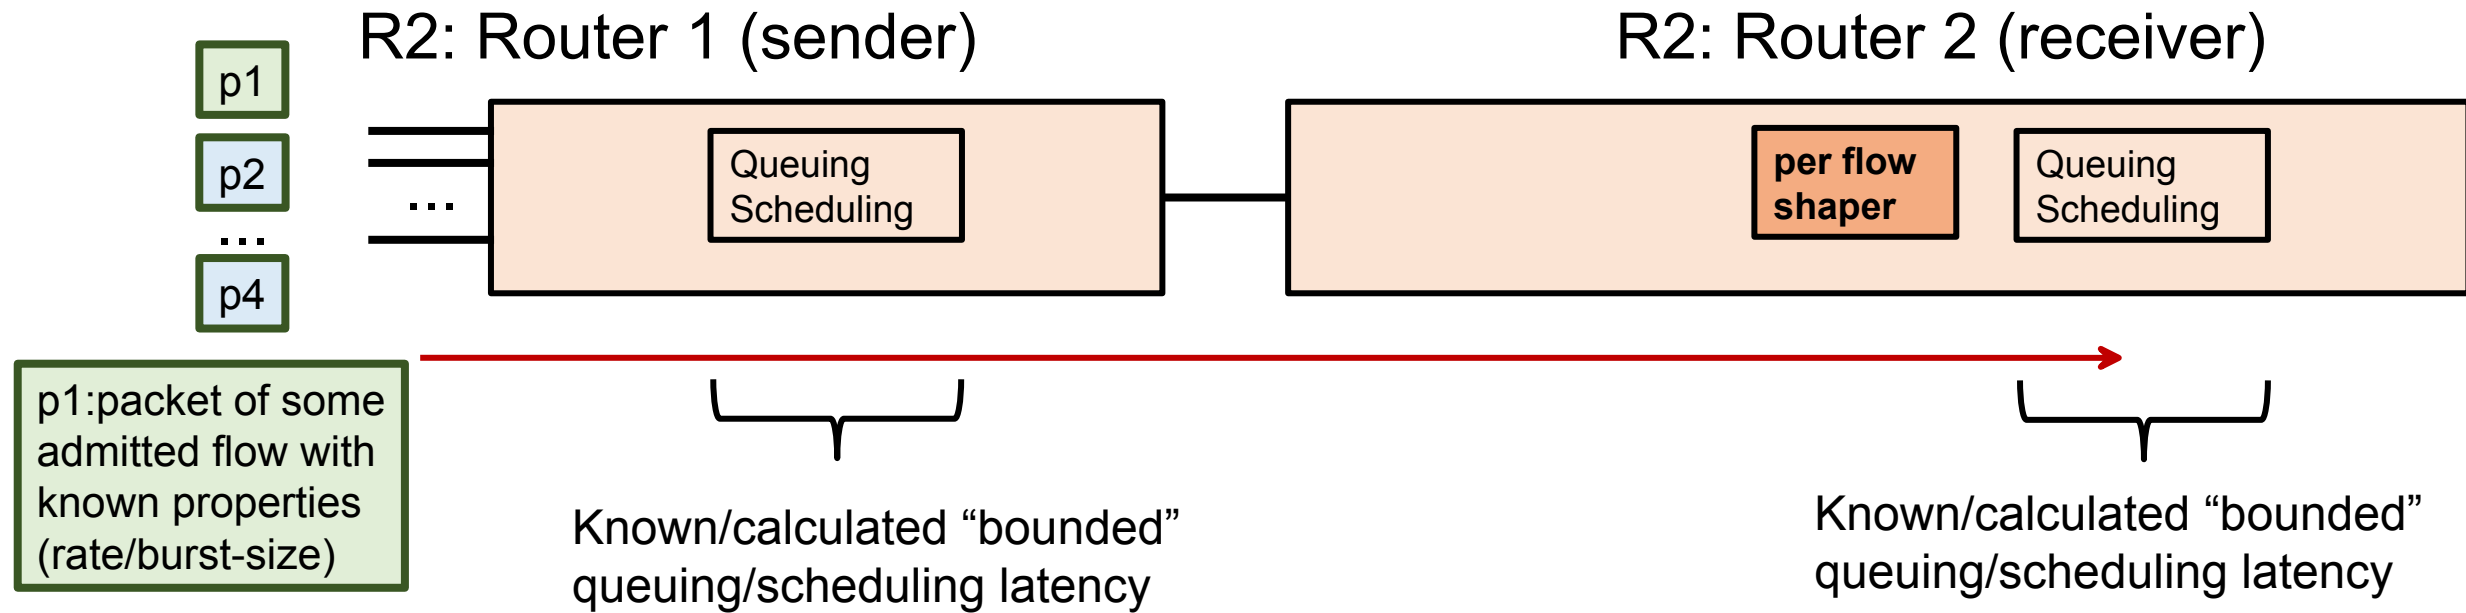 R2: Router 1 (sender)
R2: Router 2 (receiver)
p1
p2
...
p4
...
Queuing
Scheduling
per flow
shaper
Queuing
Scheduling
p1:packet of some
admitted flow with
known properties
(rate/burst-size)
Known/calculated “bounded”
queuing/scheduling latency
Known/calculated “bounded”
queuing/scheduling latency